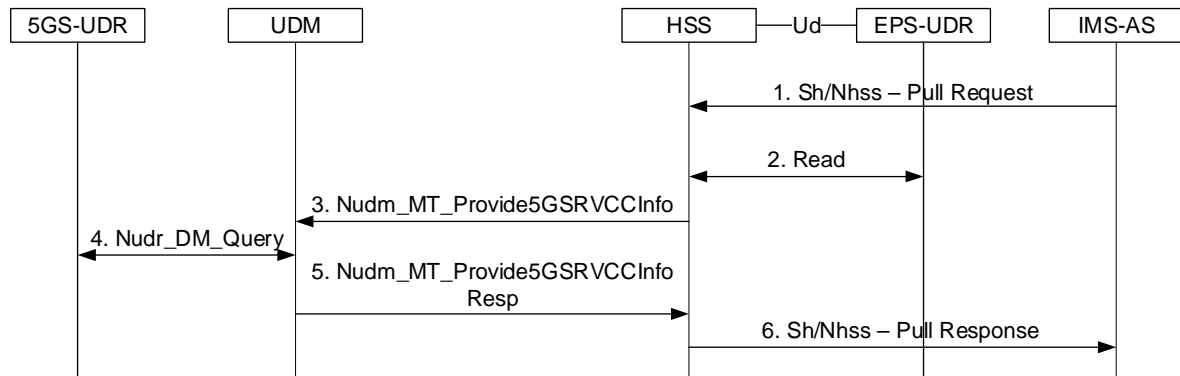 5GS-UDR
UDM
HSS
Ud
EPS-UDR
IMS-AS
1. Sh/Nhss – Pull Request
2. Read
3. Nudm_MT_Provide5GSRVCCInfo
4. Nudr_DM_Query
5. Nudm_MT_Provide5GSRVCCInfo
Resp
6. Sh/Nhss – Pull Response